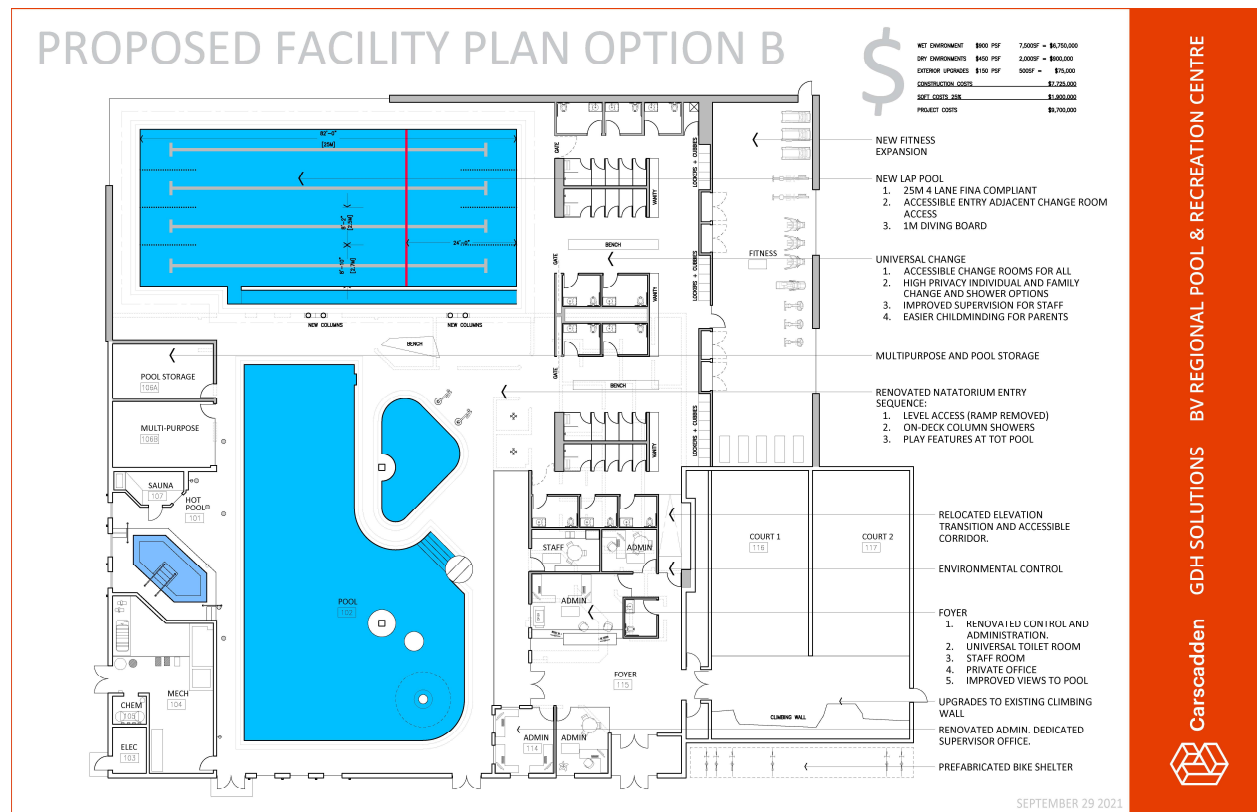 PROPOSED FACILITY PLAN OPTION B
$
WET ENVIRONMENT $900 PSF 7,500SF = $6,750,000
DRY ENVIRONMENTS $450 PSF 2,000SF = $900,000
EXTERIOR UPGRADES $150 PSF 500SF = $75,000
CONSTRUCTION COSTS $7,725,000
SOFT COSTS 25% $1,900,000
PROJECT COSTS $9,700,000
NEW FITNESS
EXPANSION
NEW LAP POOL
1. 25M 4 LANE FINA COMPLIANT
2. ACCESSIBLE ENTRY ADJACENT CHANGE ROOM
ACCESS
3. 1M DIVING BOARD
UNIVERSAL CHANGE
1. ACCESSIBLE CHANGE ROOMS FOR ALL
2. HIGH PRIVACY INDIVIDUAL AND FAMILY
CHANGE AND SHOWER OPTIONS
3. IMPROVED SUPERVISION FOR STAFF
4. EASIER CHILDMINDING FOR PARENTS
MULTIPURPOSE AND POOL STORAGE
RENOVATED NATATORIUM ENTRY
SEQUENCE:
1. LEVEL ACCESS (RAMP REMOVED)
2. ON-DECK COLUMN SHOWERS
3. PLAY FEATURES AT TOT POOL
RELOCATED ELEVATION
TRANSITION AND ACCESSIBLE
CORRIDOR.
ENVIRONMENTAL CONTROL
FOYER
1. RENOVATED CONTROL AND
ADMINISTRATION.
2. UNIVERSAL TOILET ROOM
3. STAFF ROOM
4. PRIVATE OFFICE
5. IMPROVED VIEWS TO POOL
UPGRADES TO EXISTING CLIMBING
WALL
RENOVATED ADMIN. DEDICATED
SUPERVISOR OFFICE.
PREFABRICATED BIKE SHELTER
82'-0"
[25M]
8'-2"
[2.5M]
24'-0"
8'-10"
[2.7M]
NEW COLUMNS
NEW COLUMNS
GATE
LOCKERS + CUBBIES
VANITY
BENCH
GATE
LOCKERS + CUBBIES
VANITY
FITNESS
BENCH
GATE
BENCH
LOCKERS + CUBBIES
VANITY
POOL STORAGE
106A
MULTI-PURPOSE
106B
SAUNA
107
HOT
POOL
101
POOL
102
MECH
104
CHEM
105
ELEC
103
STAFF
ADMIN
ADMIN
FOYER
115
ADMIN
114
ADMIN
COURT 1
116
COURT 2
117
CLIMBING WALL
SEPTEMBER 29 2021
BV REGIONAL POOL & RECREATION CENTRE
GDH SOLUTIONS
Carscadden